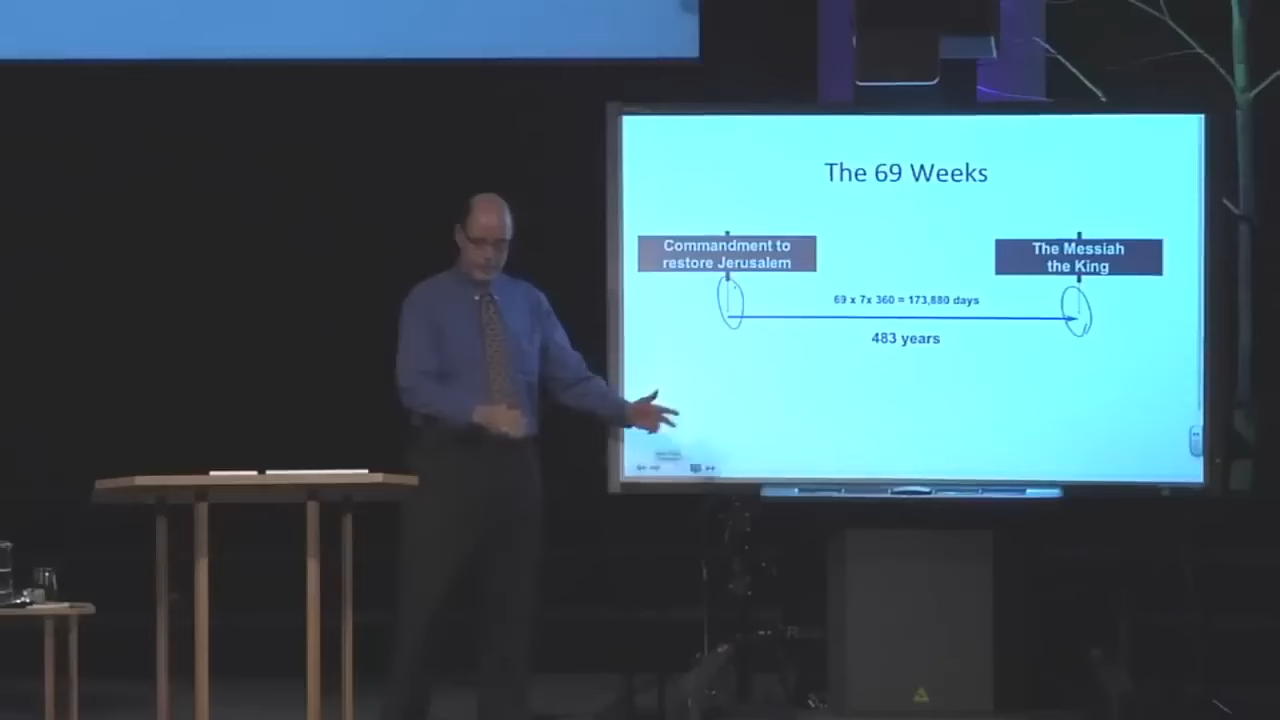 The 69 Weeks
Commandment to
restore Jerusalem
The Messiah
the King
69 x 7x 360 = 173,880 days
483 years